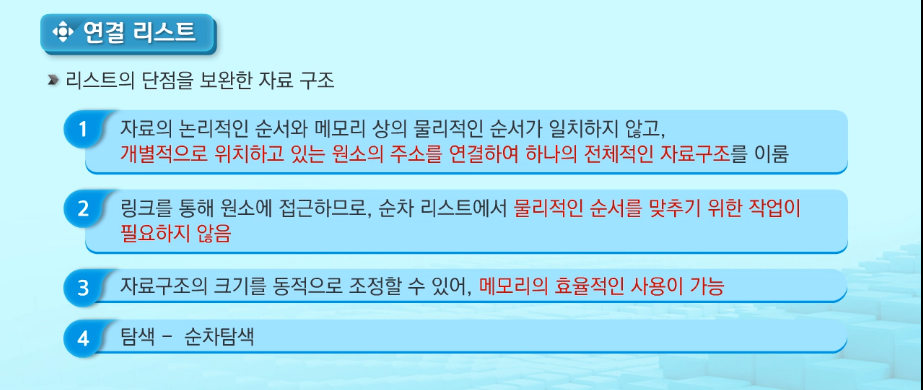 연결 리스트
리스트의 단점을 보완한 자료 구조
1 자료의 논리적인 순서와 메모리 상의 물리적인 순서가 일치하지 않고,
개별적으로 위치하고 있는 원소의 주소를 연결하여 하나의 전체적인 자료구조를 이룸
2 링크를 통해 원소에 접근하므로, 순차 리스트에서 물리적인 순서를 맞추기 위한 작업이
필요하지 않음
3 자료구조의 크기를 동적으로 조정할 수 있어, 메모리의 효율적인 사용이 가능
4 탐색 - 순차탐색